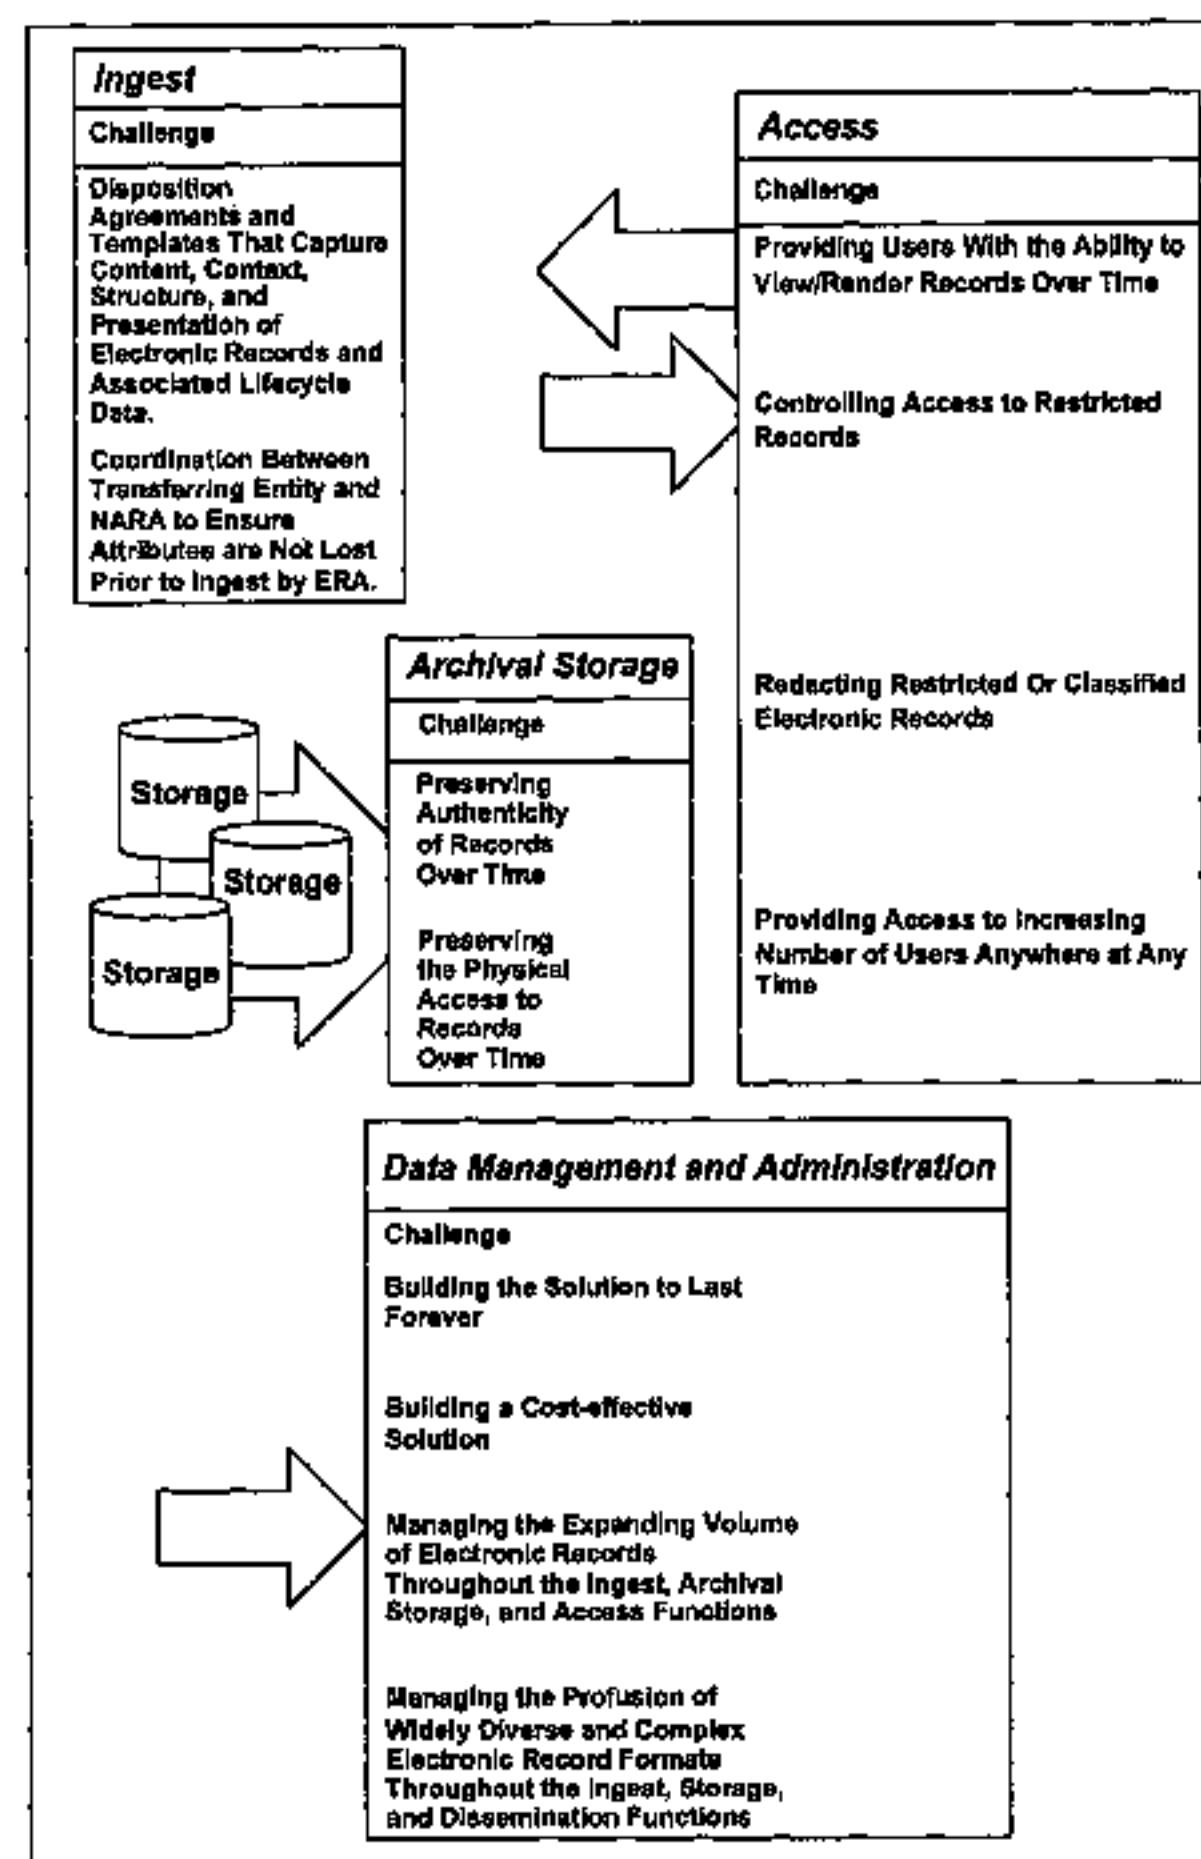 Ingest
Challenge
Disposition
Agreements and
Templates That Capture
Content, Context,
Structure, and
Presentation of
Electronic Records and
Associated Lifecycle
Data.
Coordination Between
Transferring Entity and
NARA to Ensure
Attributes are Not Lost
Prior to Ingest by ERA.
Access
Challenge
Providing Users With the Ability to
View/Render Records Over Time
Controlling Access to Restricted
Records
Redacting Restricted Or Classified
Electronic Records
Providing Access to Increasing
Number of Users Anywhere at Any
Time
Storage
Storage
Storage
Archival Storage
Challenge
Preserving
Authenticity
of Records
Over Time
Preserving
the Physical
Access to
Records
Over Time
Data Management and Administration
Challenge
Building the Solution to Last
Forever
Building a Cost-effective
Solution
Managing the Expanding Volume
of Electronic Records
Throughout the Ingest, Archival
Storage, and Access Functions
Managing the Profusion of
Widely Diverse and Complex
Electronic Record Formats
Throughout the Ingest, Storage,
and Dissemination Functions